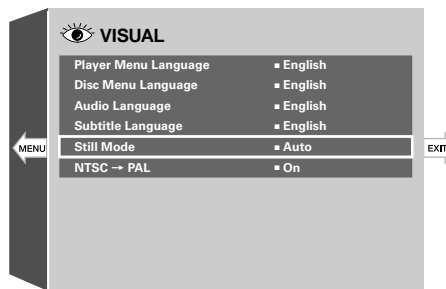 VISUAL
Player Menu Language ■ English
Disc Menu Language ■ English
Audio Language ■ English
Subtitle Language ■ English
MENU
Still Mode ■ Auto
EXIT
NTSC → PAL ■ On